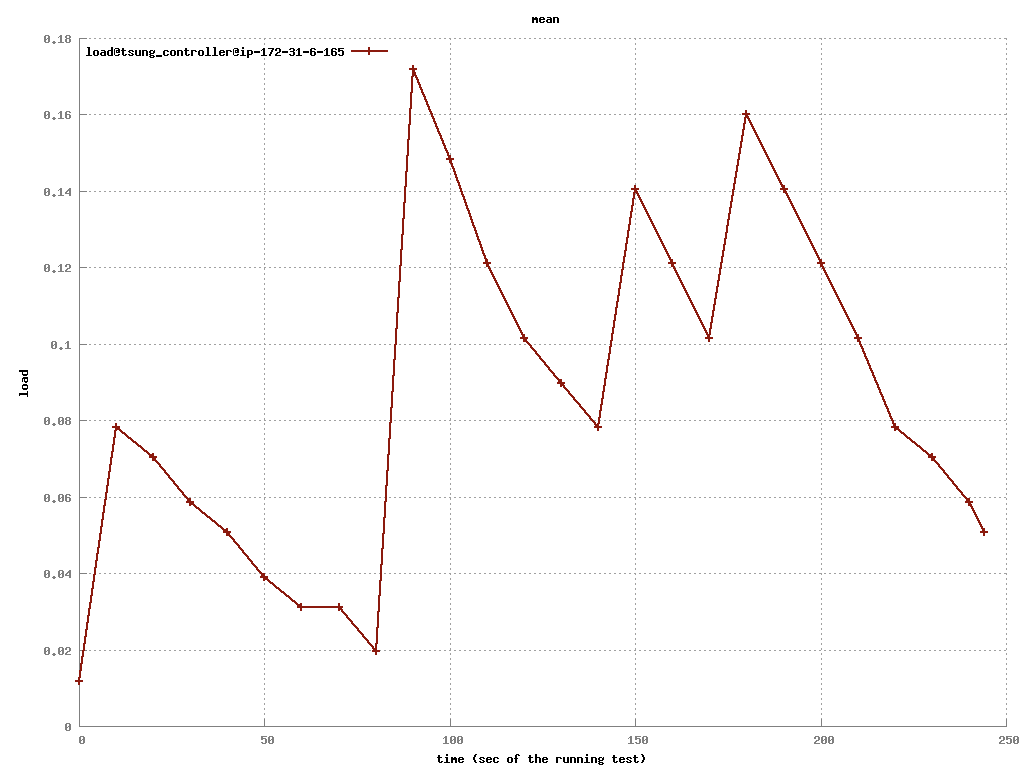 mean
load@tsung_controller@ip-172-31-6-165
0.18
0.16
0.14
0.12
0.1
0.08
0.06
0.04
0.02
0
load
0 50 100 150 200 250
time (sec of the running test)